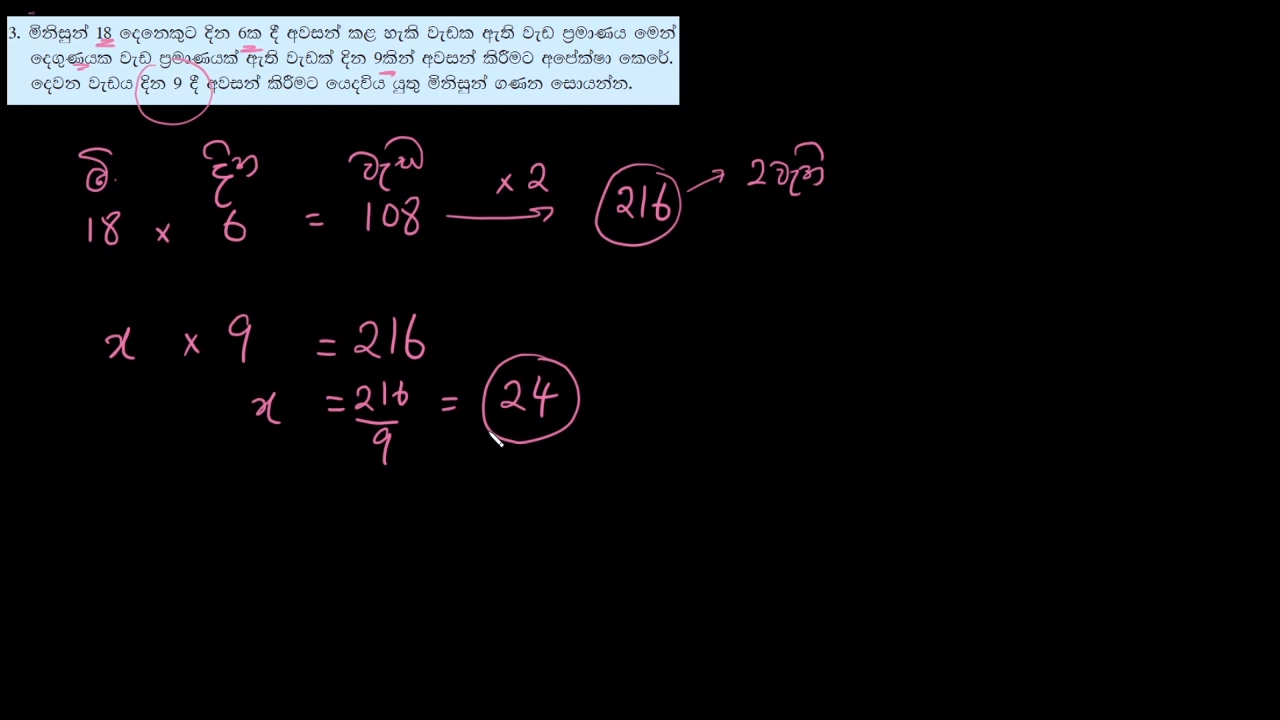 3. මිනිසුන් 18 දෙනෙකුට දින 6ක දී අවසන් කළ හැකි වැඩක ඇති වැඩ ප්‍රමාණය මෙන්
දෙගුණයක වැඩ ප්‍රමාණයක් ඇති වැඩක් දින 9කින් අවසන් කිරීමට අපේක්ෂා කෙරේ.
දෙවන වැඩය දින 9 දී අවසන් කිරීමට යෙදවිය යුතු මිනිසුන් ගණන සොයන්න.
මි. දින වැඩ
18 × 6 = 108 × 2 216 → 2 වැනි
x × 9 = 216
x = 216/9 = 24